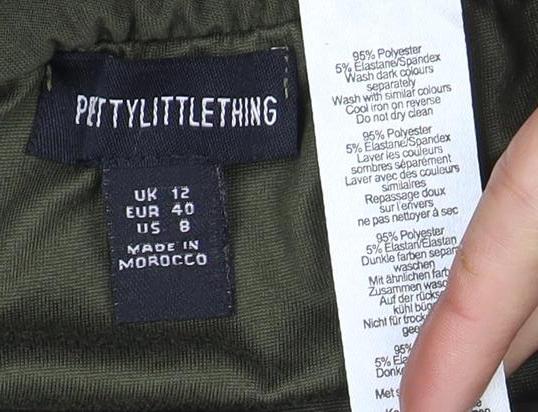 PRETTYLITTLETHING
UK 12
EUR 40
US 8
MADE IN
MOROCCO
95% Polyester
5% Elastane/Spandex
Wash dark colours
separately
Wash with similar colours
Cool iron on reverse
Do not dry clean
95% Polyester
5% Elastane/Spandex
Laver les couleurs
sombres séparément
Laver avec des couleurs
similaires
Repassage doux
sur l'envers
ne pas nettoyer à sec
95% Polyester
5% Elastan/Elastan
Dunkle farben separat
waschen
Mit ähnlichen
Zusammen
Auf der
kühl
Nicht für
95%
5%